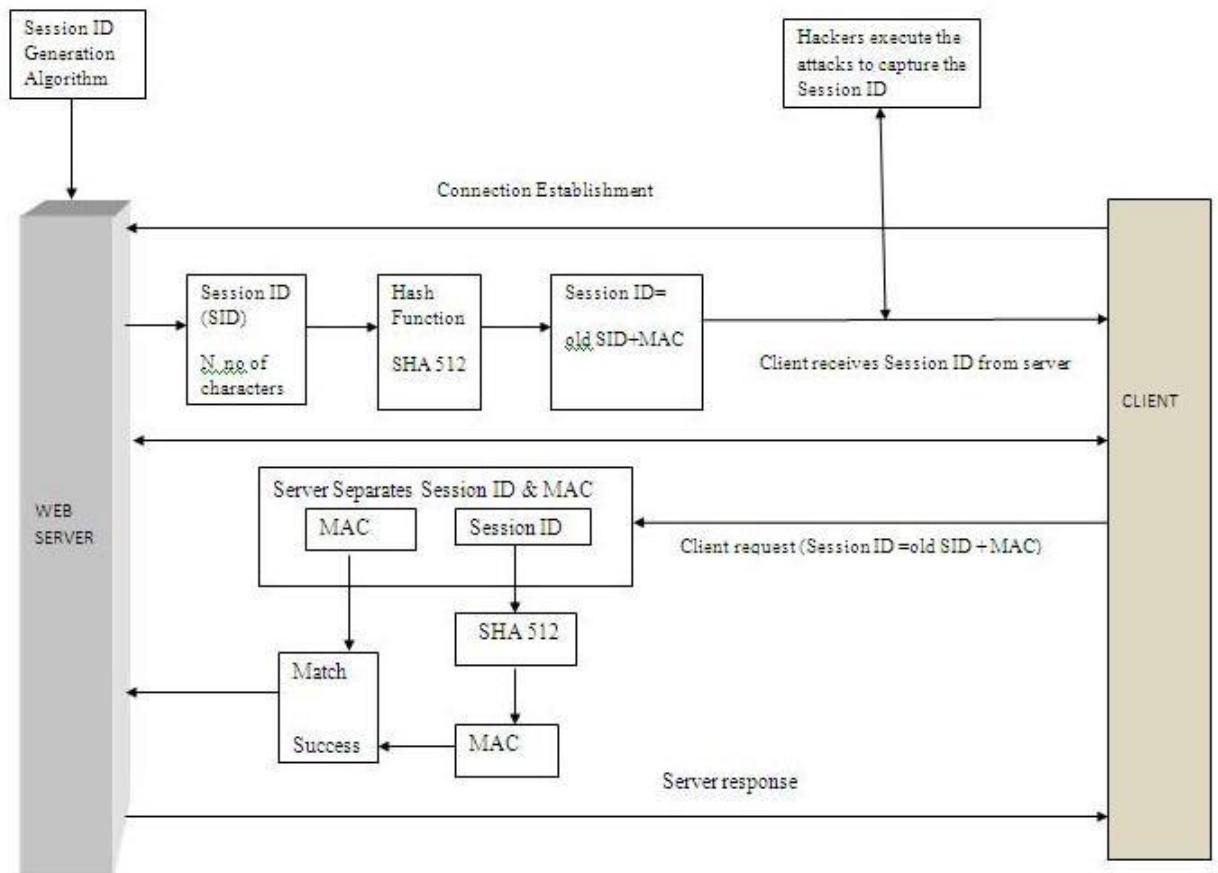 Session ID
Generation
Algorithm
Hackers execute the
attacks to capture the
Session ID
Connection Establishment
Session ID
(SID)
N no of
characters
Hash
Function
SHA 512
Session ID=
old SID+MAC
Client receives Session ID from server
CLIENT
WEB
SERVER
Server Separates Session ID & MAC
MAC
Session ID
Client request (Session ID =old SID + MAC)
SHA 512
Match
Success
MAC
Server response